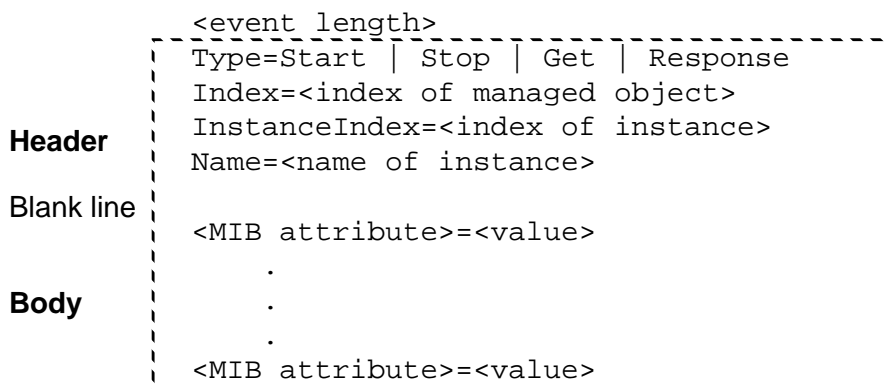 <event length>
Type=Start | Stop | Get | Response
Index=<index of managed object>
InstanceIndex=<index of instance>
Header
Name=<name of instance>
Blank line
<MIB attribute>=<value>
.
Body
.
.
<MIB attribute>=<value>